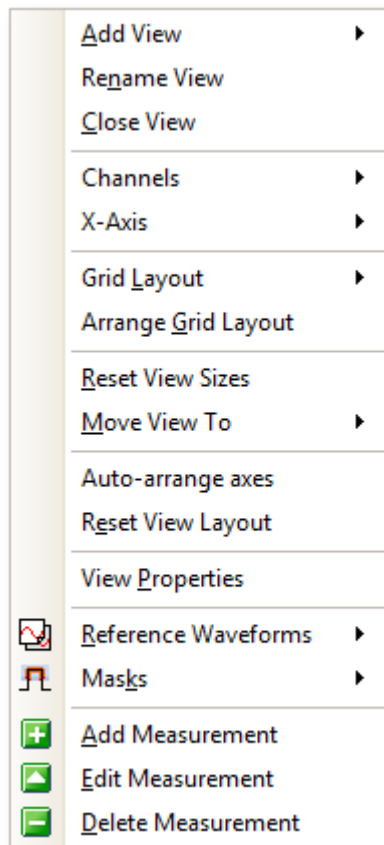 Add View
Rename View
Close View
Channels
X-Axis
Grid Layout
Arrange Grid Layout
Reset View Sizes
Move View To
Auto-arrange axes
Reset View Layout
View Properties
Reference Waveforms
Masks
Add Measurement
Edit Measurement
Delete Measurement